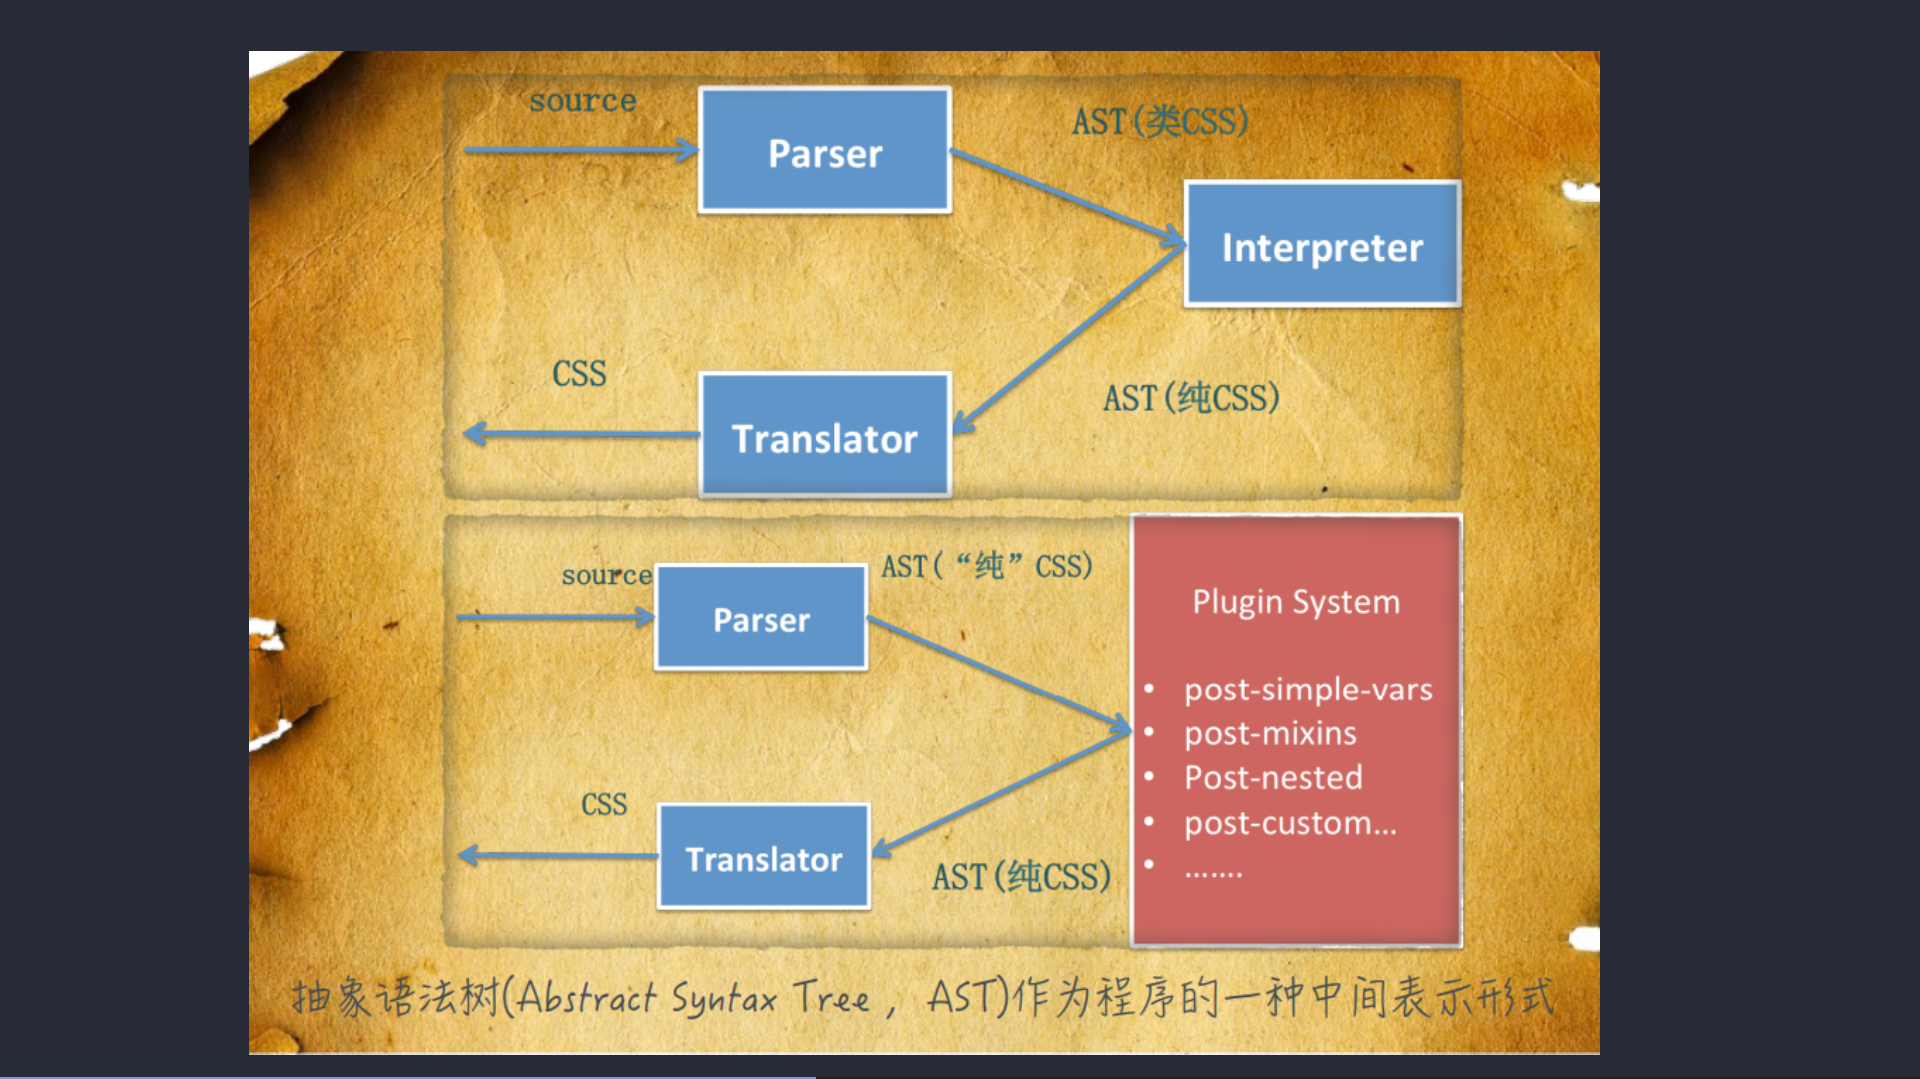 source
Parser
AST(类CSS)
Interpreter
CSS
Translator
AST(纯CSS)
source
Parser
AST(“纯”CSS)
Plugin System
• post-simple-vars
• post-mixins
• Post-nested
• post-custom...
• .......
CSS
Translator
AST(纯CSS)
抽象语法树(Abstract Syntax Tree， AST)作为程序的一种中间表示形式